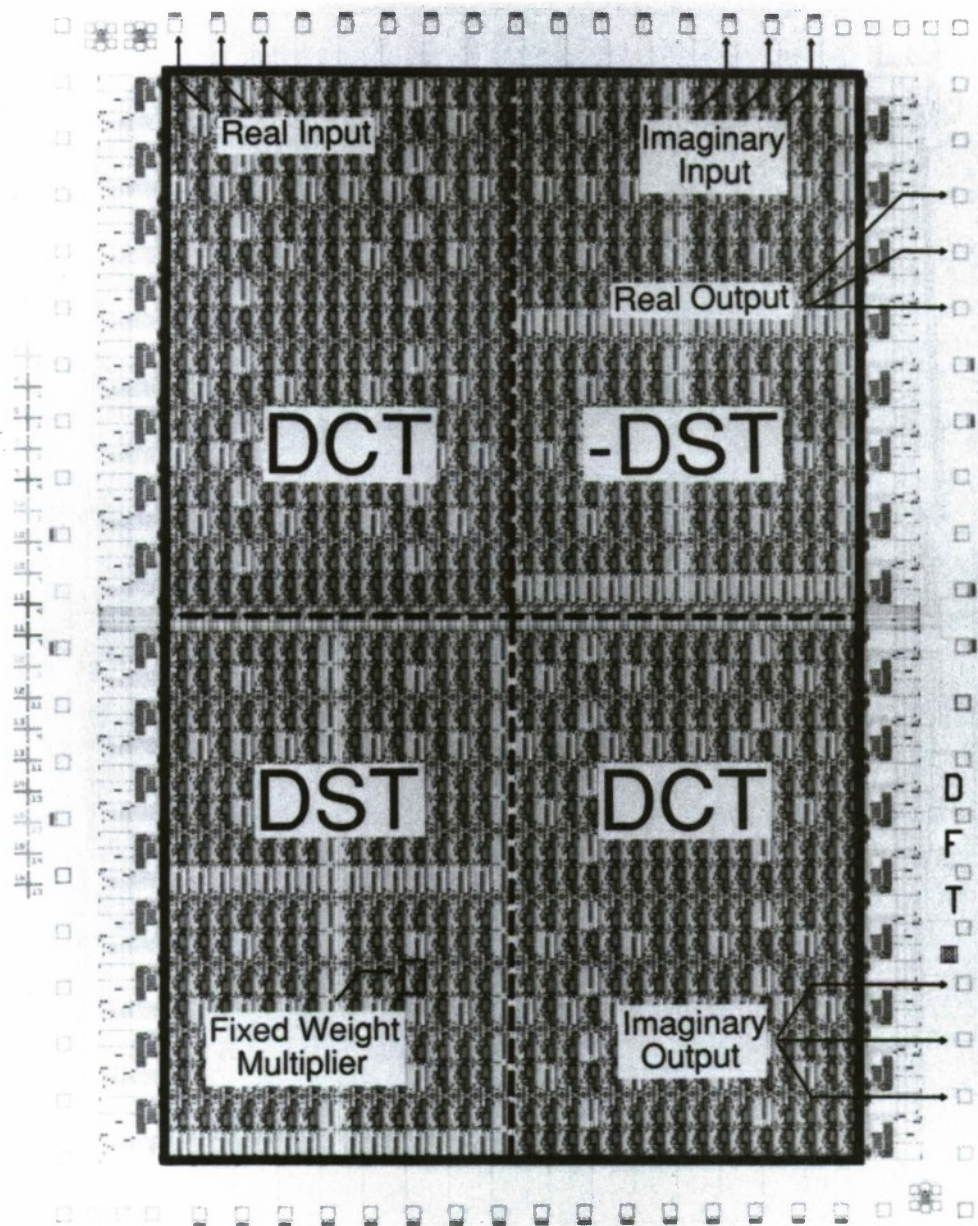 Real Input
Imaginary
Input
Real Output
DCT
-DST
DST
DCT
D
F
T
Fixed Weight
Multiplier
Imaginary
Output